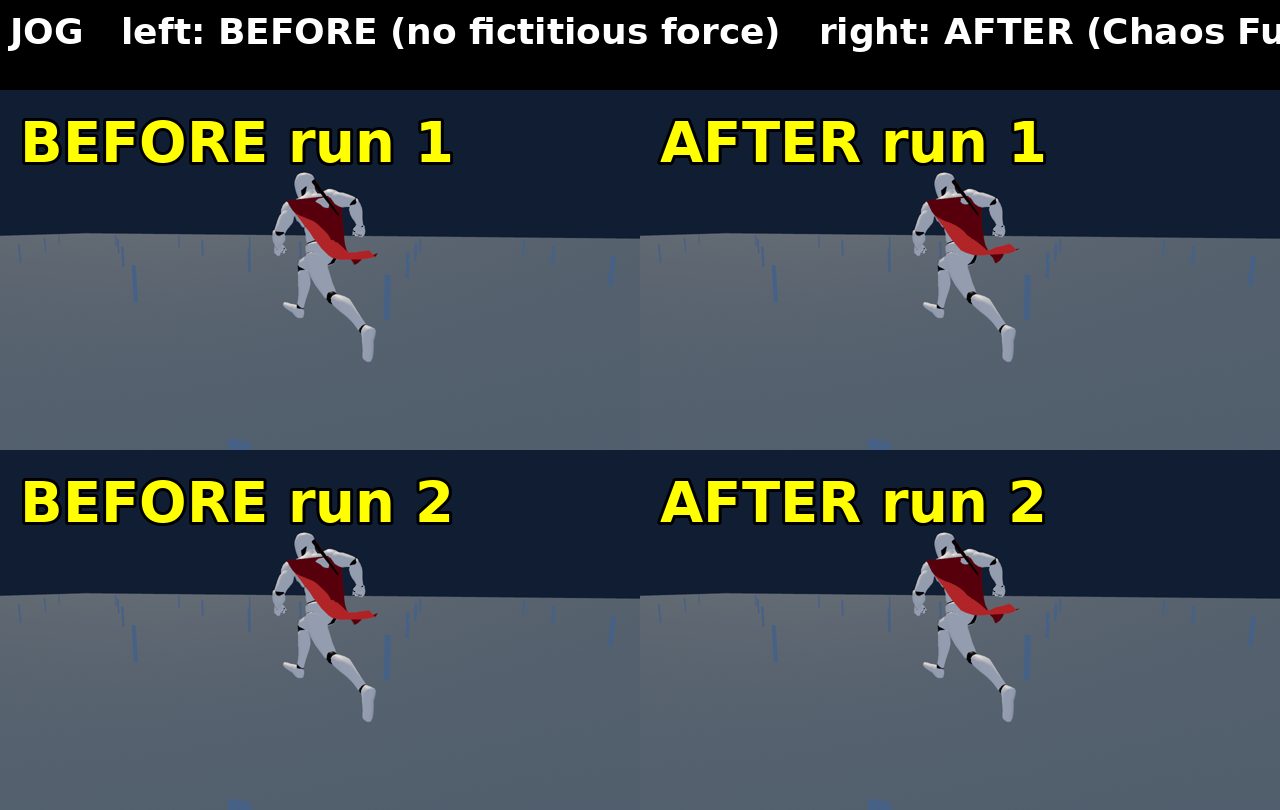 JOG left: BEFORE (no fictitious force) right: AFTER (Chaos
BEFORE run 1
AFTER run 1
BEFORE run 2
AFTER run 2